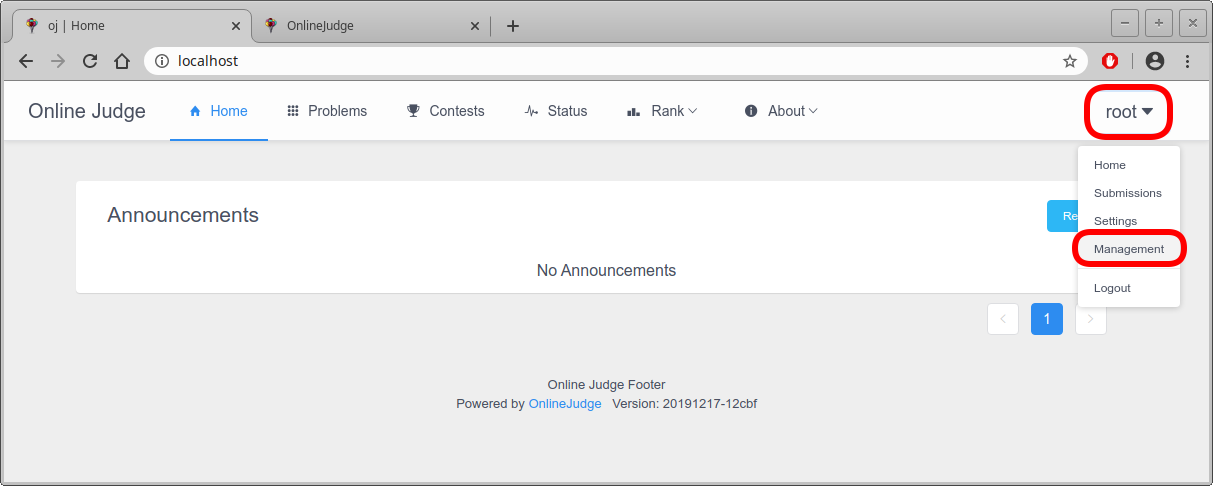 oj | Home
OnlineJudge
localhost
Online Judge
Home
Problems
Contests
Status
Rank
About
root
Home
Submissions
Settings
Management
Logout
Announcements
No Announcements
1
Online Judge Footer
Powered by OnlineJudge Version: 20191217-12cbf